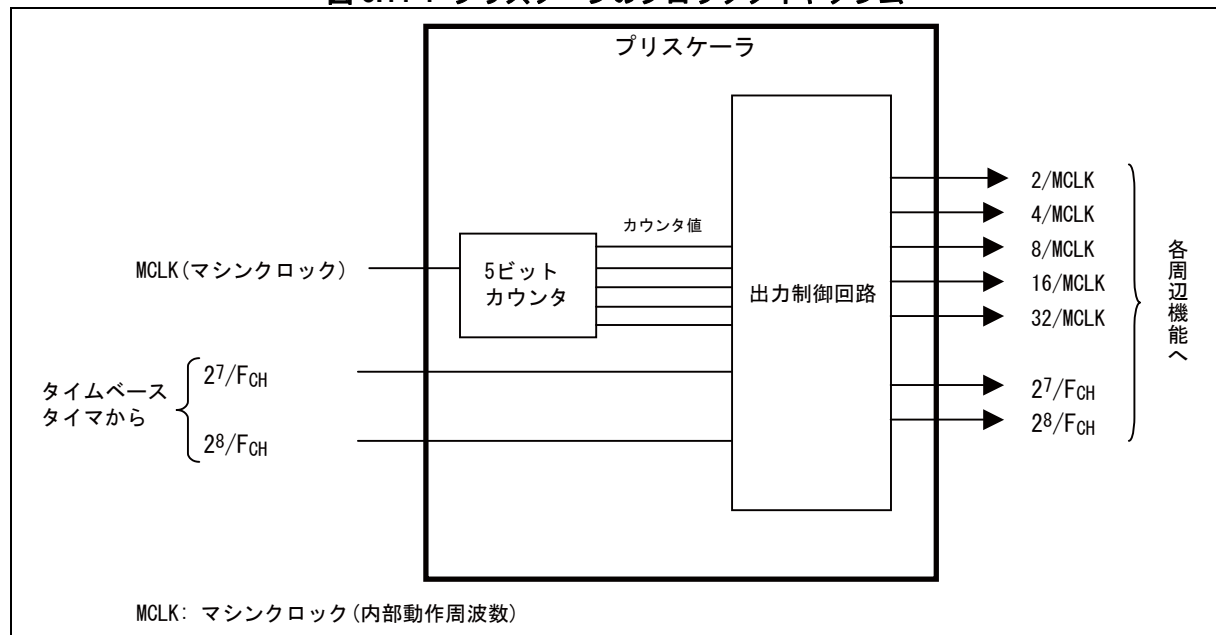 プリスケーラ
カウンタ値
MCLK(マシンクロック)
5ビット
カウンタ
出力制御回路
2/MCLK
4/MCLK
8/MCLK
16/MCLK
32/MCLK
各周辺機能へ
タイムベース
タイマから
2⁷/FCH
2⁸/FCH
2⁷/FCH
2⁸/FCH
MCLK: マシンクロック(内部動作周波数)